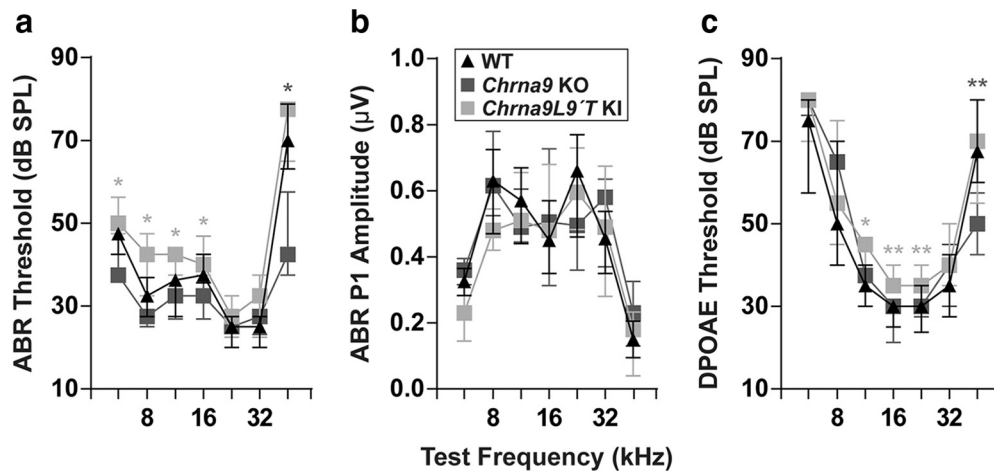 a
ABR Threshold (dB SPL)
90
70
50
30
10
* * * * *
8 16 32
b
ABR P1 Amplitude (µV)
1.0
0.8
0.6
0.4
0.2
0.0
WT
Chrna9 KO
Chrna9L9´T KI
8 16 32
Test Frequency (kHz)
c
DPOAE Threshold (dB SPL)
90
70
50
30
10
* ** ** **
8 16 32